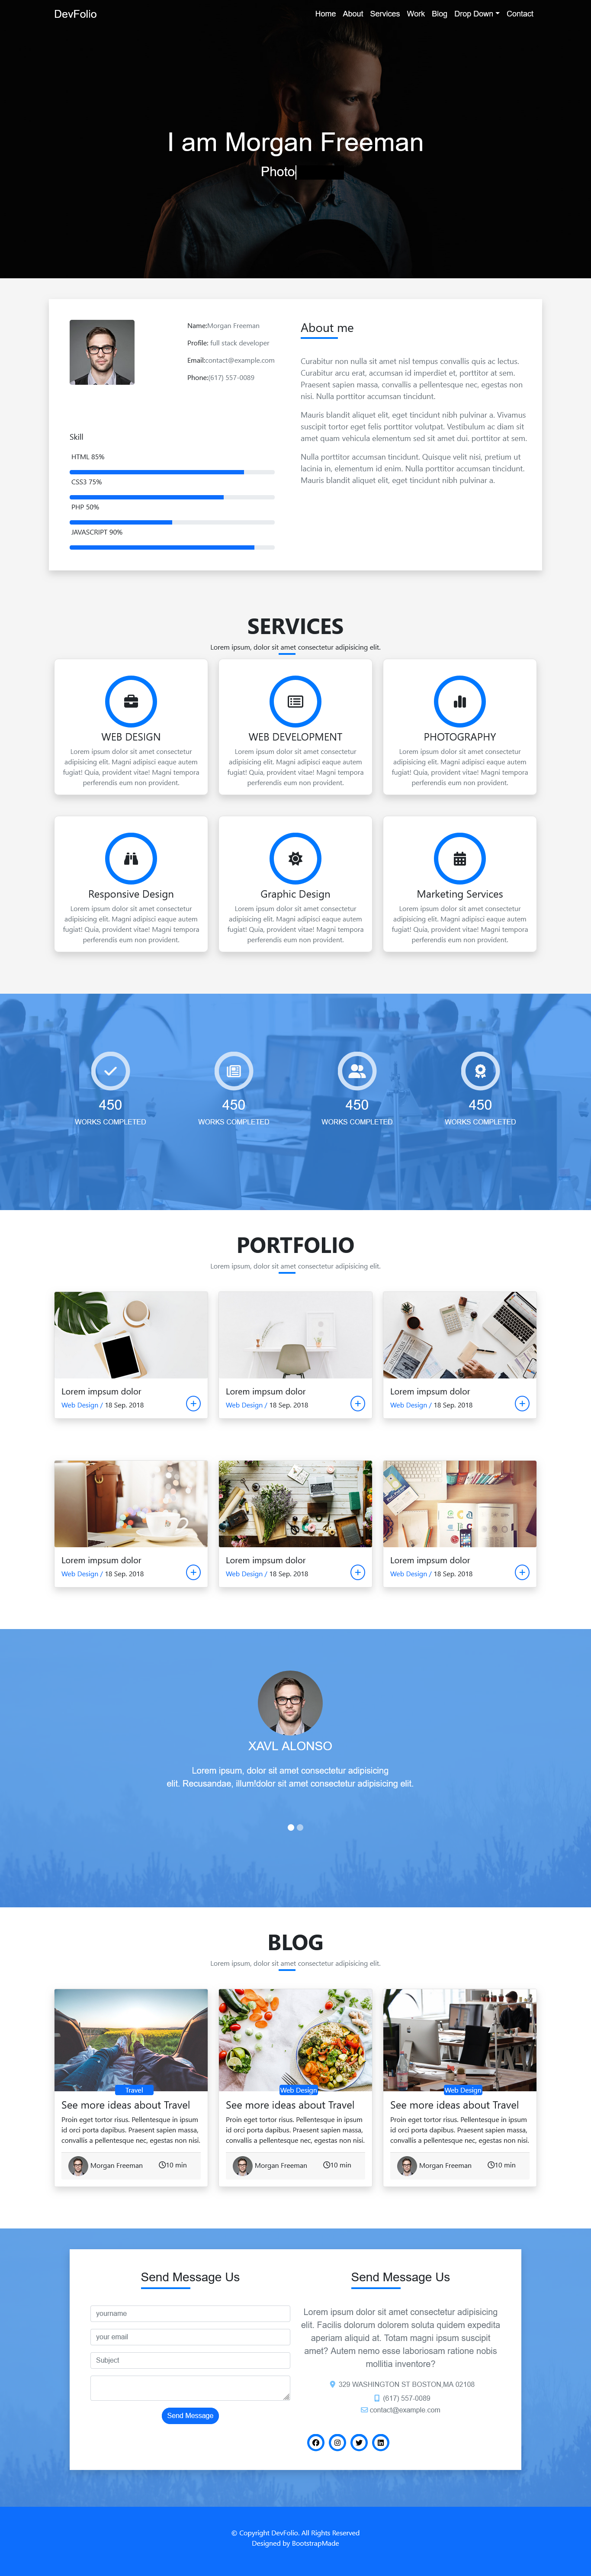 DevFolio
Home About Services Work Blog Drop Down Contact
I am Morgan Freeman
Photo
Name:Morgan Freeman
Profile: full stack developer
Email:contact@example.com
Phone:(617) 557-0089
Skill
HTML 85%
CSS3 75%
PHP 50%
JAVASCRIPT 90%
About me
Curabitur non nulla sit amet nisl tempus convallis quis ac lectus.
Curabitur arcu erat, accumsan id imperdiet et, porttitor at sem.
Praesent sapien massa, convallis a pellentesque nec, egestas non
nisi. Nulla porttitor accumsan tincidunt.
Mauris blandit aliquet elit, eget tincidunt nibh pulvinar a. Vivamus
suscipit tortor eget felis porttitor volutpat. Vestibulum ac diam sit
amet quam vehicula elementum sed sit amet dui. porttitor at sem.
Nulla porttitor accumsan tincidunt. Quisque velit nisi, pretium ut
lacinia in, elementum id enim. Nulla porttitor accumsan tincidunt.
Mauris blandit aliquet elit, eget tincidunt nibh pulvinar a.
SERVICES
Lorem ipsum, dolor sit amet consectetur adipisicing elit.
WEB DESIGN
Lorem ipsum dolor sit amet consectetur
adipisicing elit. Magni adipisci eaque autem
fugiat! Quia, provident vitae! Magni tempora
perferendis eum non provident.
WEB DEVELOPMENT
Lorem ipsum dolor sit amet consectetur
adipisicing elit. Magni adipisci eaque autem
fugiat! Quia, provident vitae! Magni tempora
perferendis eum non provident.
PHOTOGRAPHY
Lorem ipsum dolor sit amet consectetur
adipisicing elit. Magni adipisci eaque autem
fugiat! Quia, provident vitae! Magni tempora
perferendis eum non provident.
Responsive Design
Lorem ipsum dolor sit amet consectetur
adipisicing elit. Magni adipisci eaque autem
fugiat! Quia, provident vitae! Magni tempora
perferendis eum non provident.
Graphic Design
Lorem ipsum dolor sit amet consectetur
adipisicing elit. Magni adipisci eaque autem
fugiat! Quia, provident vitae! Magni tempora
perferendis eum non provident.
Marketing Services
Lorem ipsum dolor sit amet consectetur
adipisicing elit. Magni adipisci eaque autem
fugiat! Quia, provident vitae! Magni tempora
perferendis eum non provident.
450 450 450 450
WORKS COMPLETED WORKS COMPLETED WORKS COMPLETED WORKS COMPLETED
PORTFOLIO
Lorem ipsum, dolor sit amet consectetur adipisicing elit.
Lorem impsum dolor
Web Design / 18 Sep. 2018
Lorem impsum dolor
Web Design / 18 Sep. 2018
Lorem impsum dolor
Web Design / 18 Sep. 2018
Lorem impsum dolor
Web Design / 18 Sep. 2018
Lorem impsum dolor
Web Design / 18 Sep. 2018
Lorem impsum dolor
Web Design / 18 Sep. 2018
XAVL ALONSO
Lorem ipsum, dolor sit amet consectetur adipisicing
elit. Recusandae, illum!dolor sit amet consectetur adipisicing elit.
BLOG
Lorem ipsum, dolor sit amet consectetur adipisicing elit.
Travel
See more ideas about Travel
Proin eget tortor risus. Pellentesque in ipsum
id orci porta dapibus. Praesent sapien massa,
convallis a pellentesque nec, egestas non nisi.
Morgan Freeman 10 min
Web Design
See more ideas about Travel
Proin eget tortor risus. Pellentesque in ipsum
id orci porta dapibus. Praesent sapien massa,
convallis a pellentesque nec, egestas non nisi.
Morgan Freeman 10 min
Web Design
See more ideas about Travel
Proin eget tortor risus. Pellentesque in ipsum
id orci porta dapibus. Praesent sapien massa,
convallis a pellentesque nec, egestas non nisi.
Morgan Freeman 10 min
Send Message Us
yourname
your email
Subject
Send Message
Send Message Us
Lorem ipsum dolor sit amet consectetur adipisicing
elit. Facilis dolorum dolorem soluta quidem expedita
aperiam aliquid at. Totam magni ipsum suscipit
amet? Autem nemo esse laboriosam ratione nobis
mollitia inventore?
329 WASHINGTON ST BOSTON,MA 02108
(617) 557-0089
contact@example.com
© Copyright DevFolio. All Rights Reserved
Designed by BootstrapMade